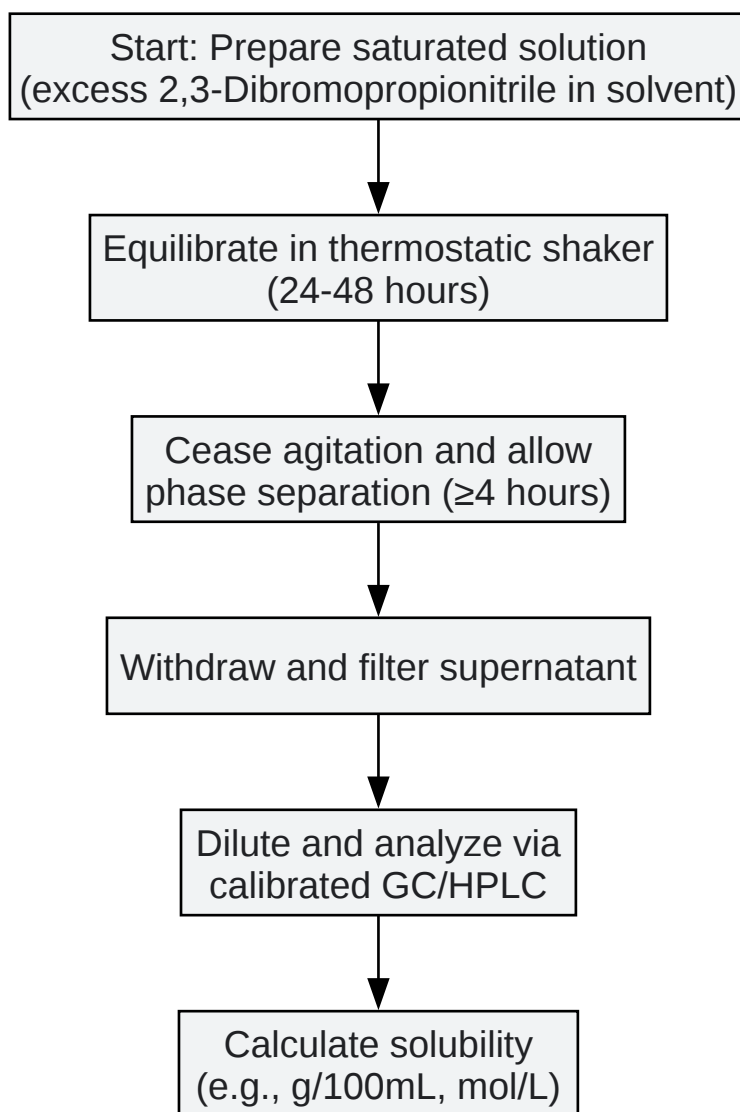 Start: Prepare saturated solution
(excess 2,3-Dibromopropionitrile in solvent)
Equilibrate in thermostatic shaker
(24-48 hours)
Cease agitation and allow
phase separation (≥4 hours)
Withdraw and filter supernatant
Dilute and analyze via
calibrated GC/HPLC
Calculate solubility
(e.g., g/100mL, mol/L)